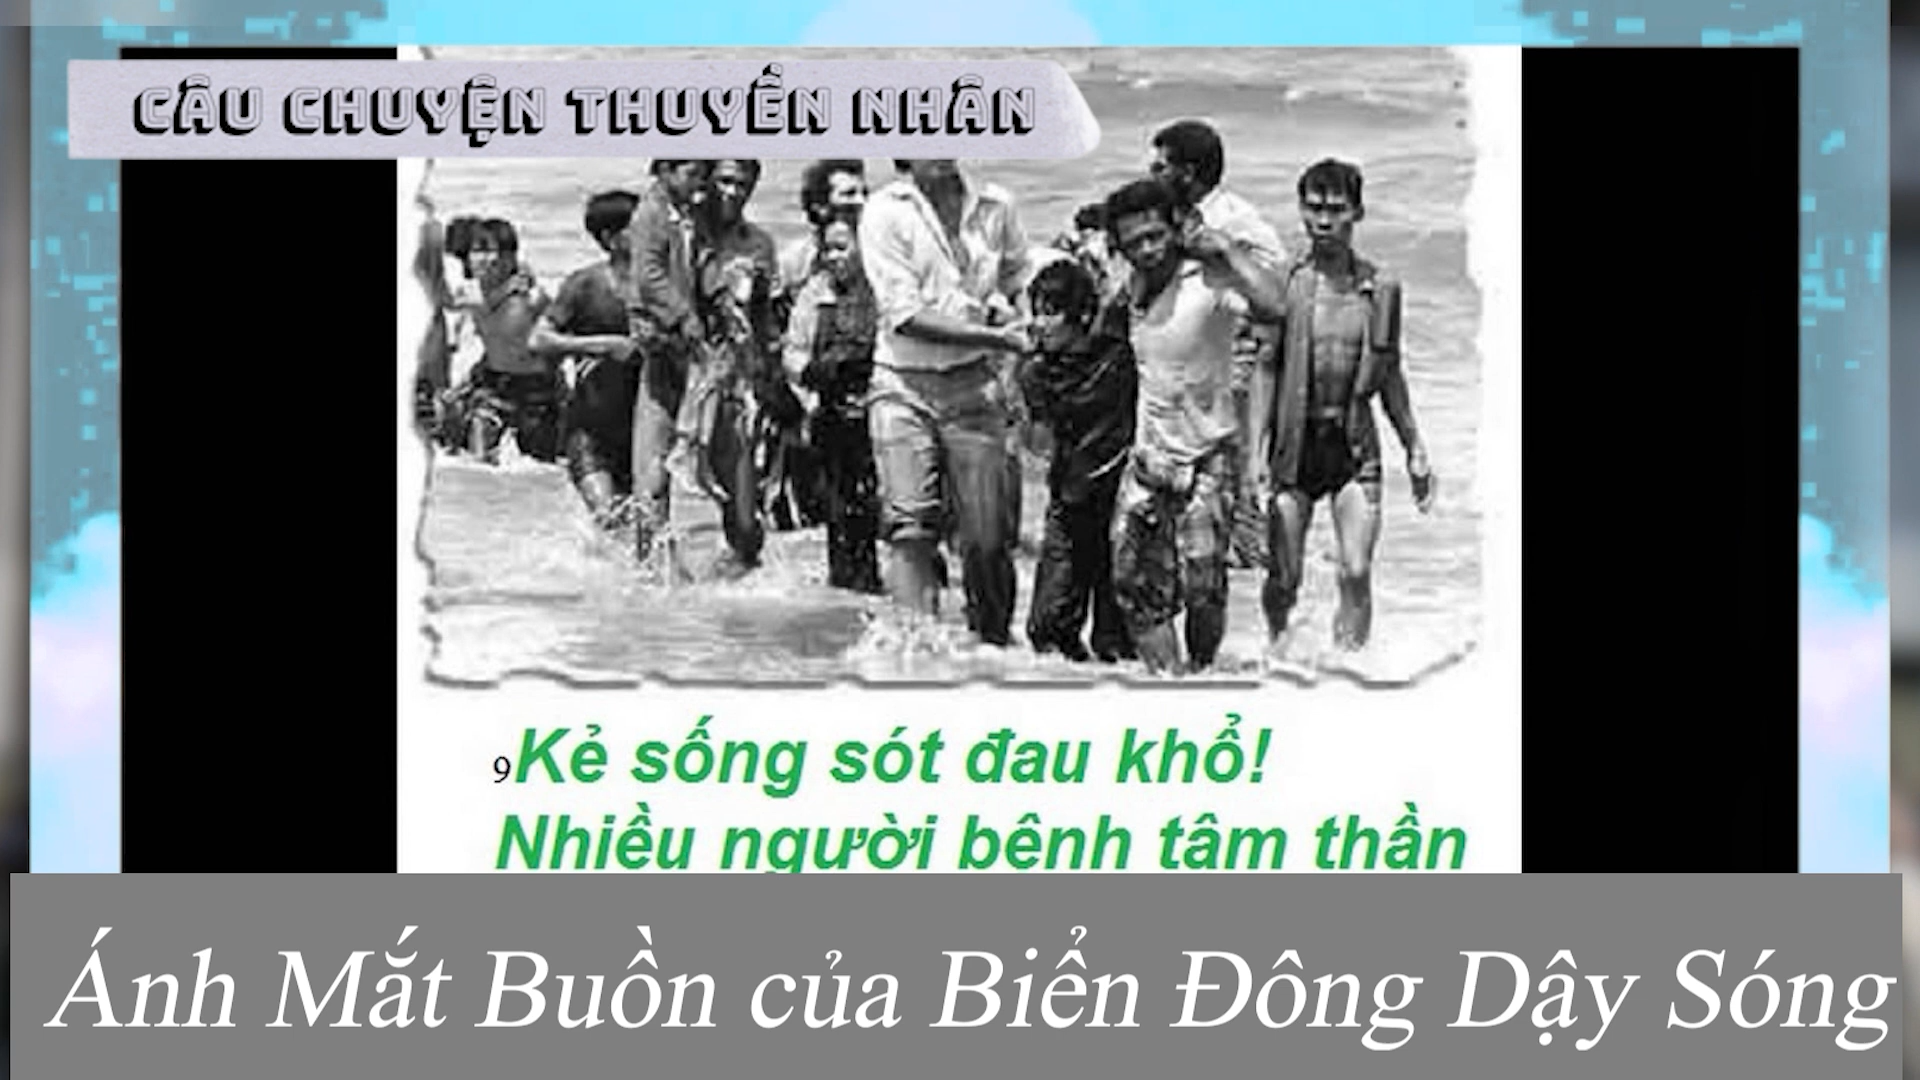 CÂU CHUYỆN THUYỀN NHÂN
9Kẻ sống sót đau khổ!
Nhiều người bênh tâm thần
Ánh Mắt Buồn của Biển Đông Dậy Sóng